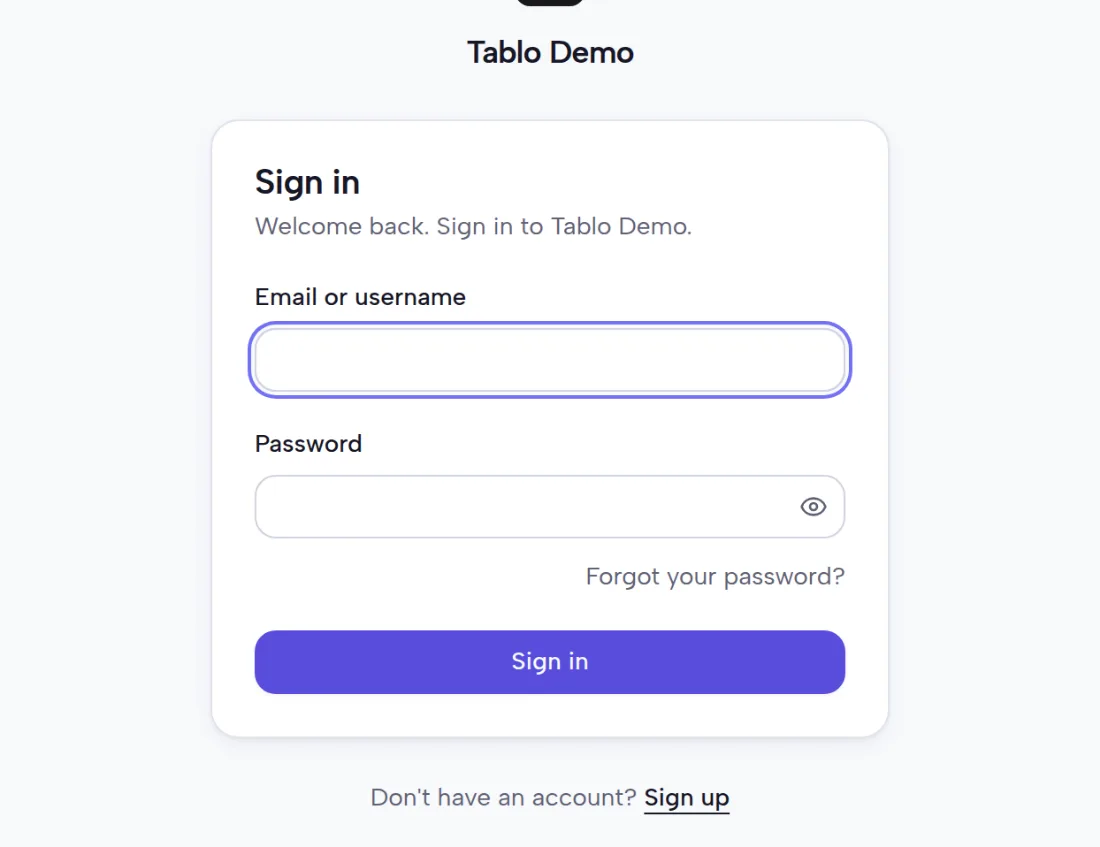 Tablo Demo
Sign in
Welcome back. Sign in to Tablo Demo.
Email or username
Password
Forgot your password?
Sign in
Don't have an account? Sign up